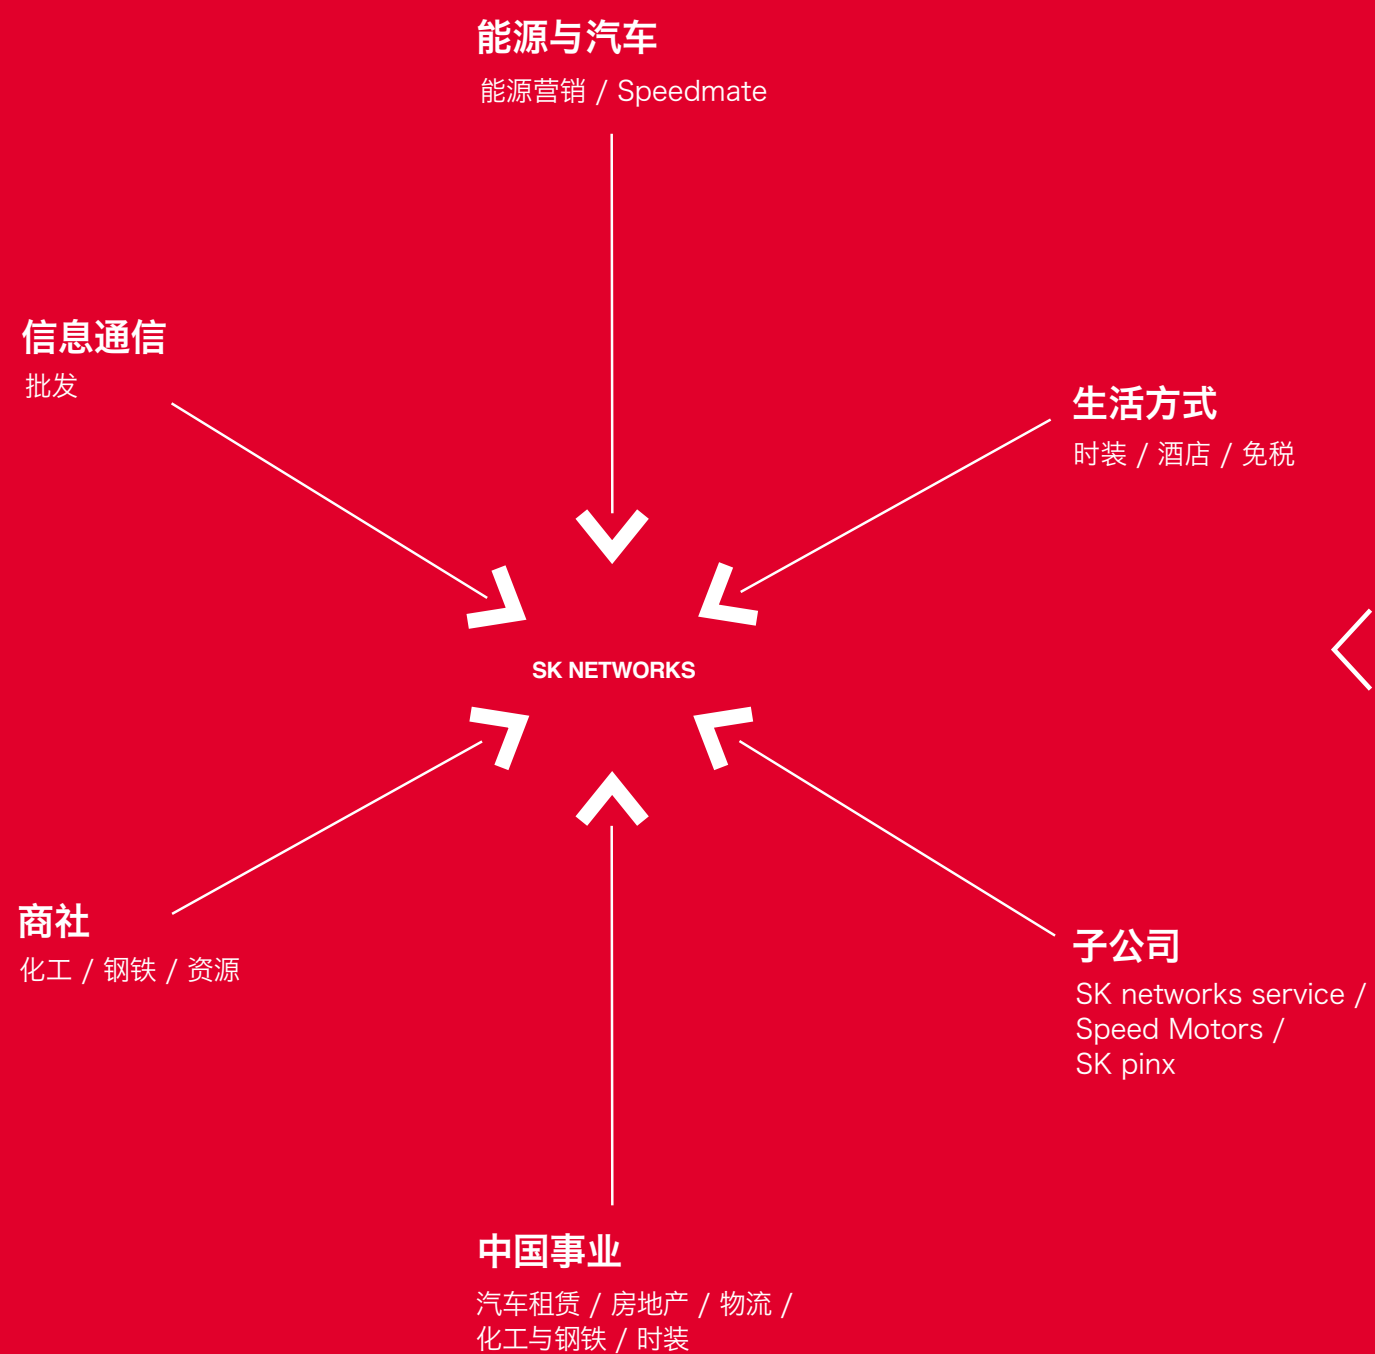 能源与汽车
能源营销 / Speedmate
信息通信
批发
生活方式
时装 / 酒店 / 免税
SK NETWORKS
商社
化工 / 钢铁 / 资源
子公司
SK networks service /
Speed Motors /
SK pinx
中国事业
汽车租赁 / 房地产 / 物流 /
化工与钢铁 / 时装